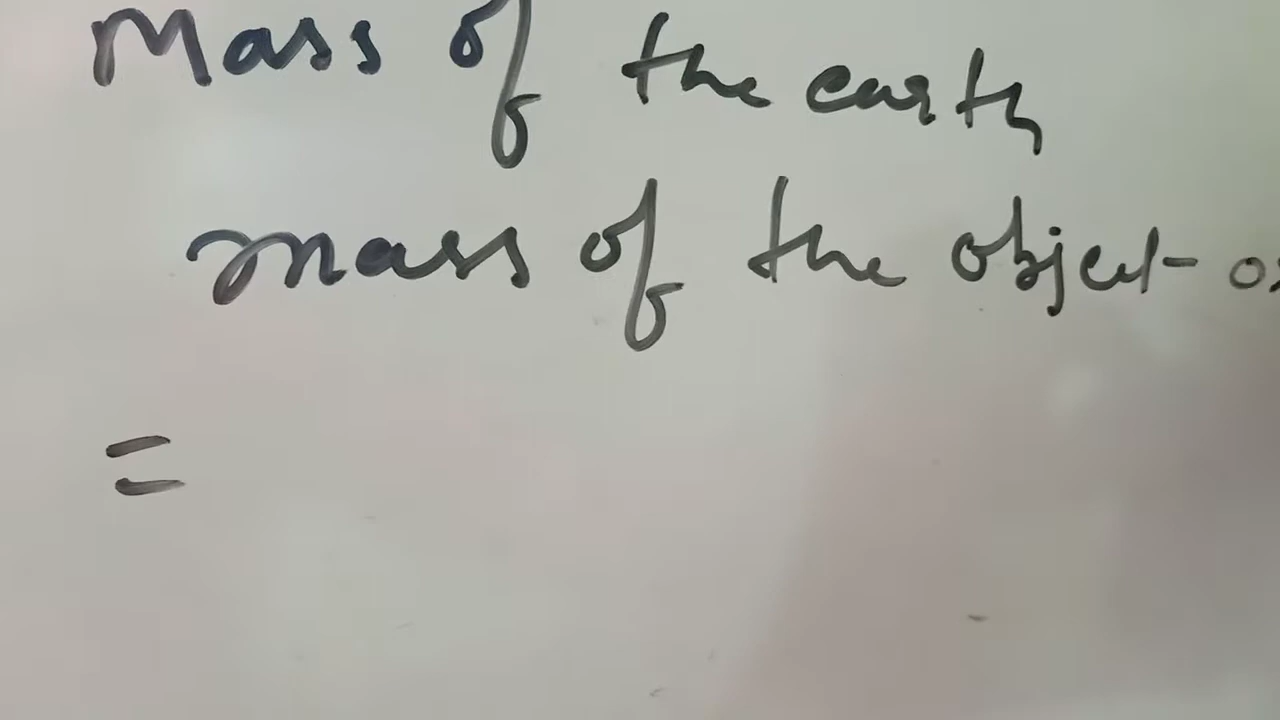 Mass of the earth
mass of the object
=